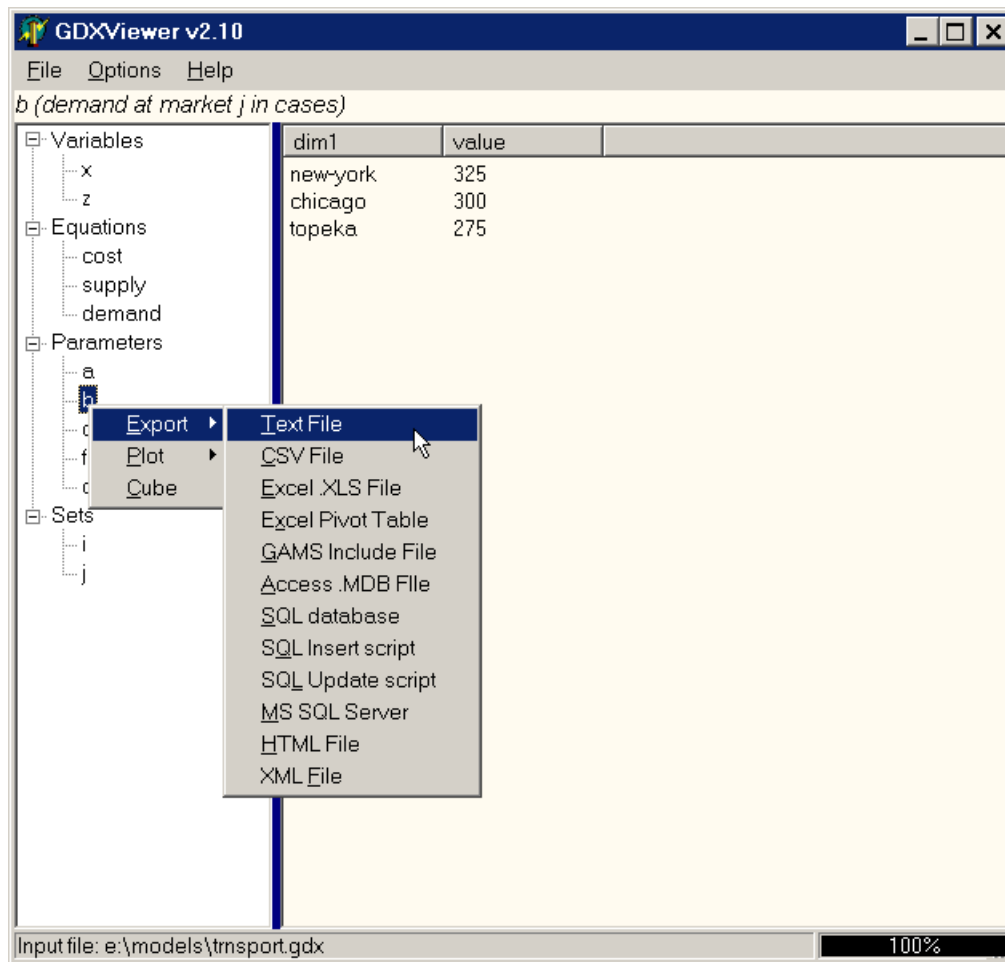 GDXViewer v2.10
File Options Help
b (demand at market j in cases)
Variables
x
z
Equations
cost
supply
demand
Parameters
a
b
f
Sets
i
j
dim1 value
new-york 325
chicago 300
topeka 275
Export
Plot
Cube
Text File
CSV File
Excel .XLS File
Excel Pivot Table
GAMS Include File
Access .MDB FIle
SQL database
SQL Insert script
SQL Update script
MS SQL Server
HTML File
XML File
Input file: e:\models\trnsport.gdx 100%